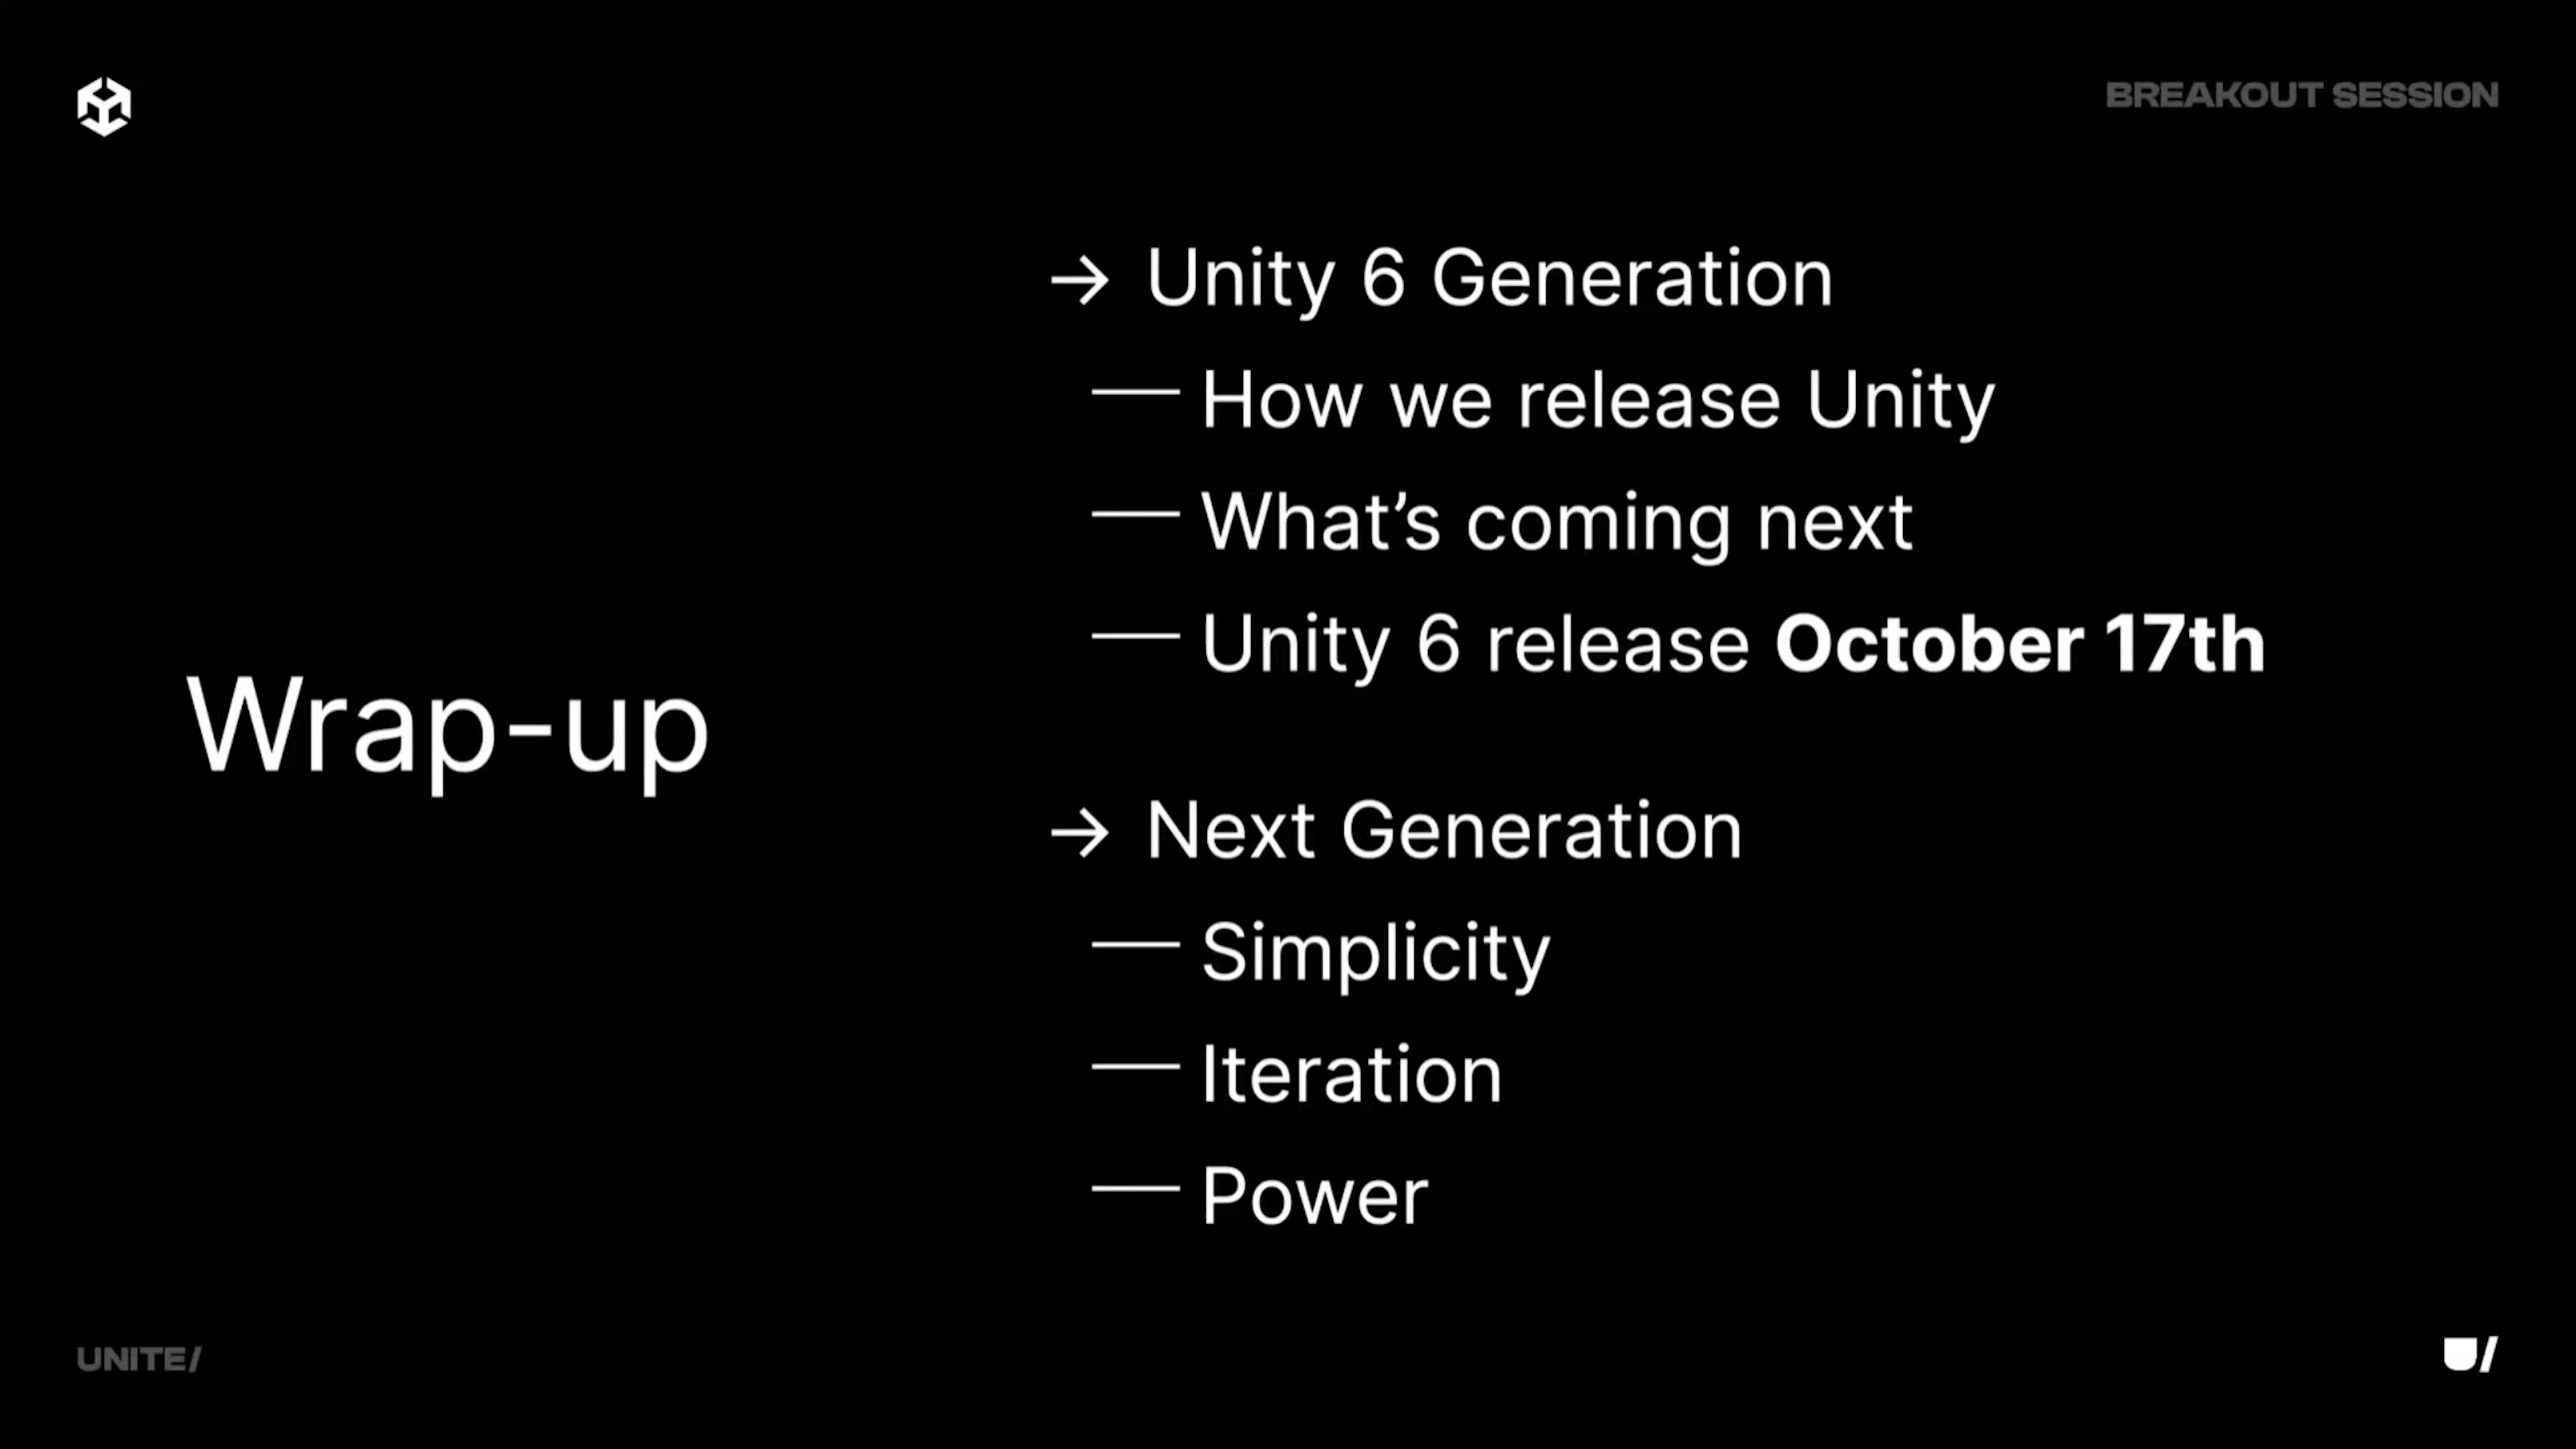 BREAKOUT SESSION
Wrap-up
→ Unity 6 Generation
— How we release Unity
— What’s coming next
— Unity 6 release October 17th
→ Next Generation
— Simplicity
— Iteration
— Power
UNITE/
U/